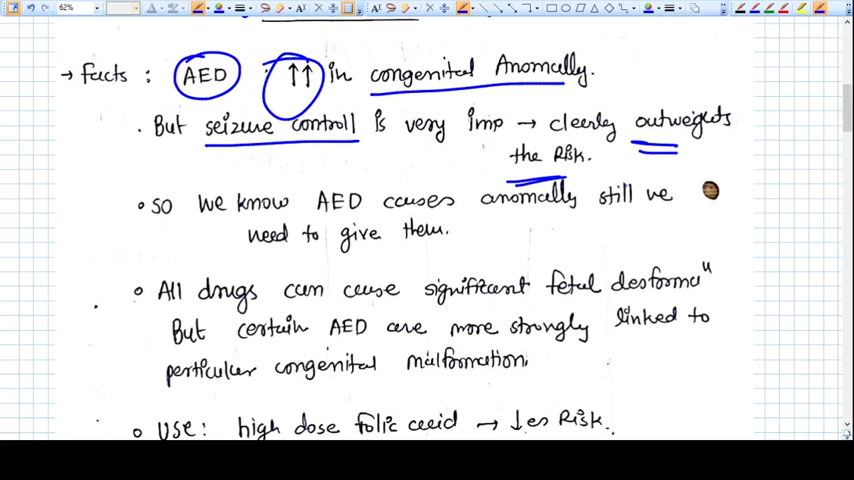 62%
→ Facts : AED : ↑↑ in congenital Anomally.
. But seizure controll is very imp → clearly outweights
the Risk.
• so we know AED causes anomally still we
need to give them.
• All drugs can cause significant fetal
But certain AED are more strongly linked to
perticular congenital malformation.
• Use: high dose folic acid → ↓es Risk.